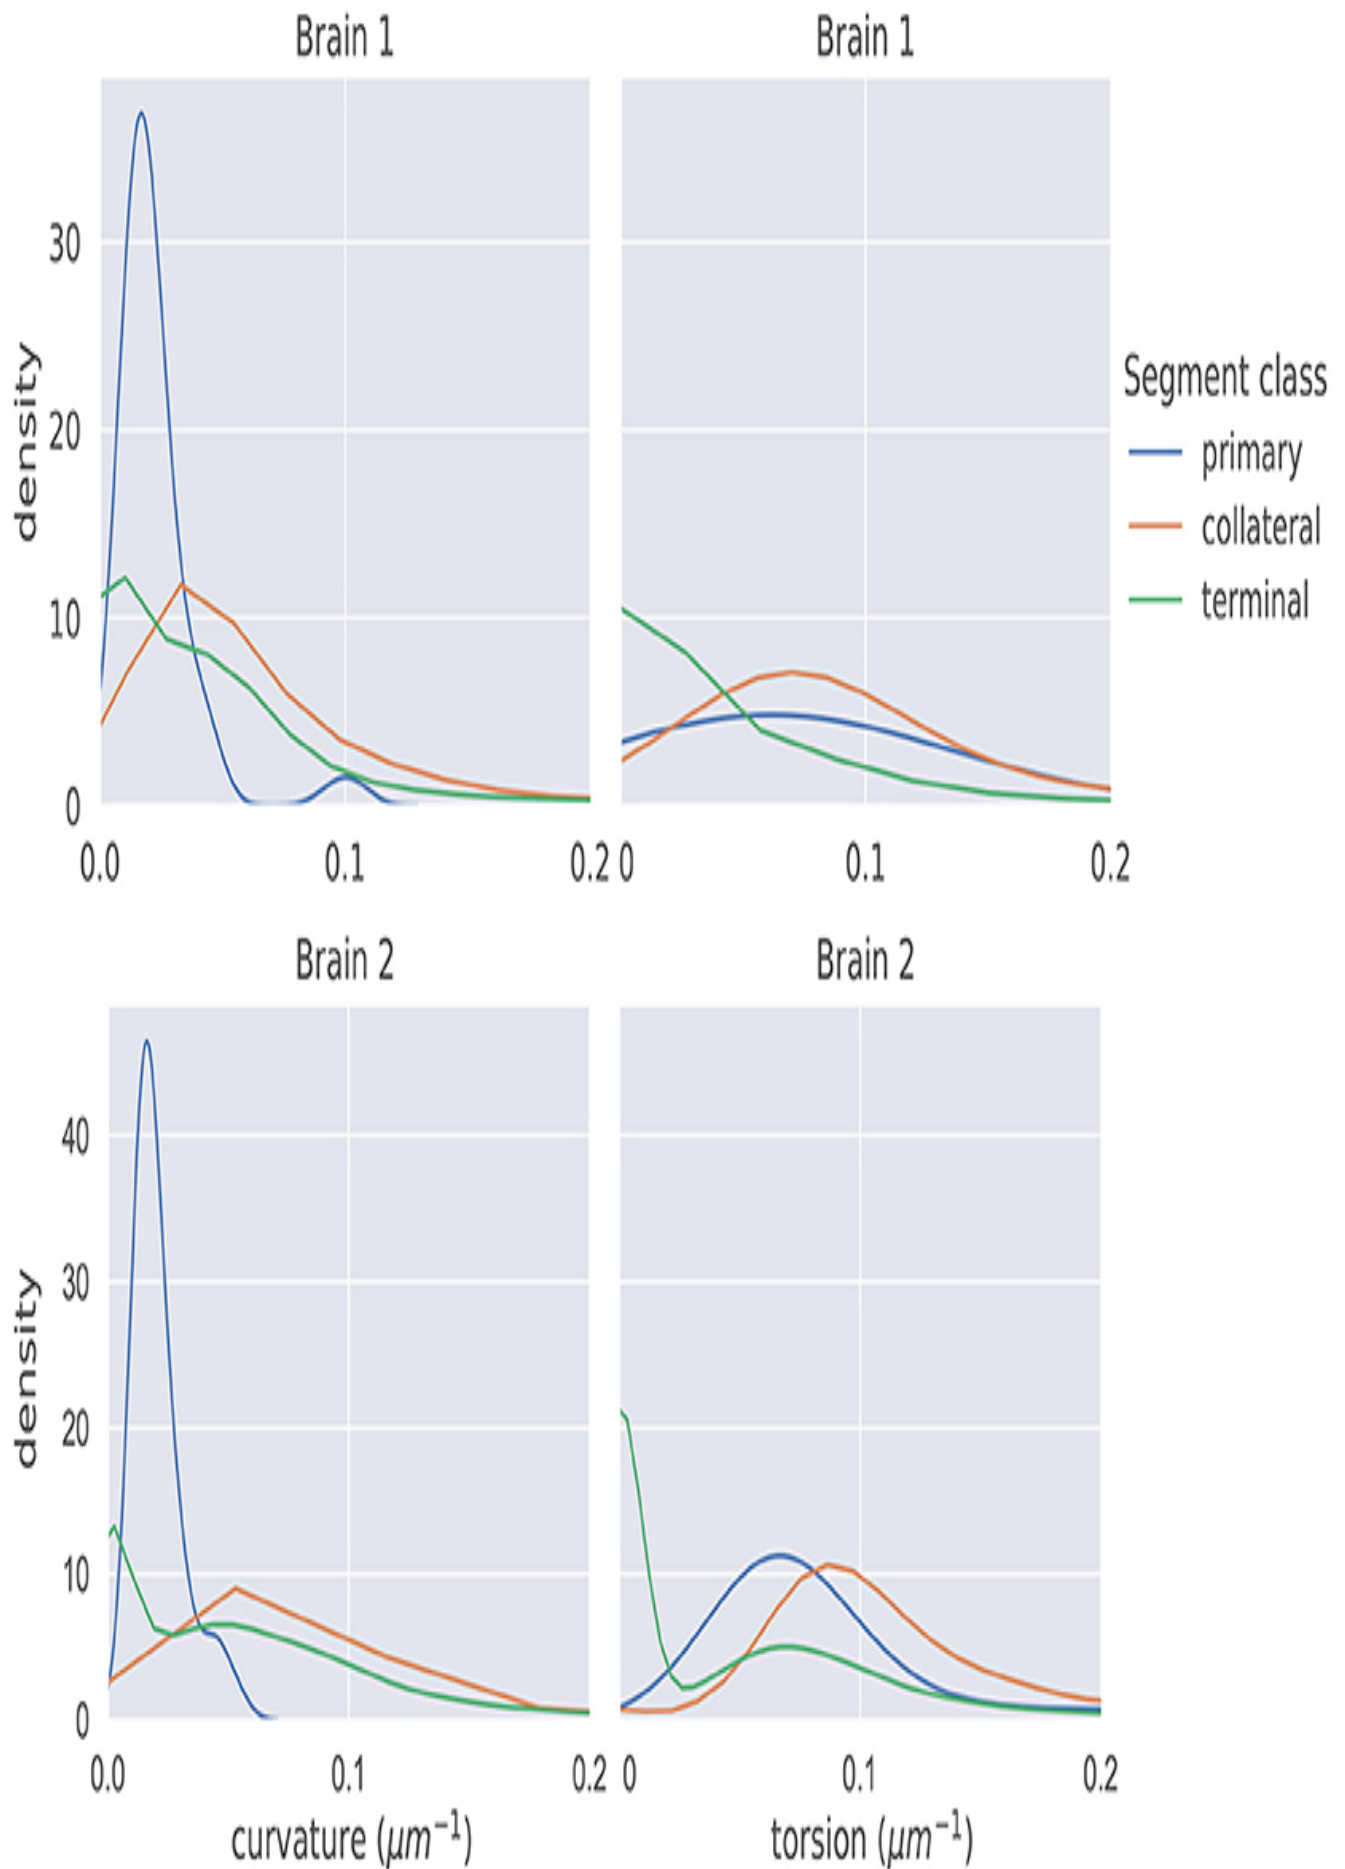 Brain 1
Brain 1
density
30
20
10
0
0.0
0.1
0.2
0
0.1
0.2
Segment class
primary
collateral
terminal
Brain 2
Brain 2
density
40
30
20
10
0
0.0
0.1
0.2
0
0.1
0.2
curvature (μm⁻¹)
torsion (μm⁻¹)